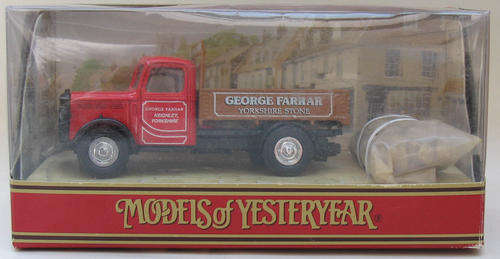 GEORGE FARRAR
YORKSHIRE STONE
GEORGE FARRAR
KEIGHLEY,
YORKSHIRE
MODELS of YESTERYEAR®